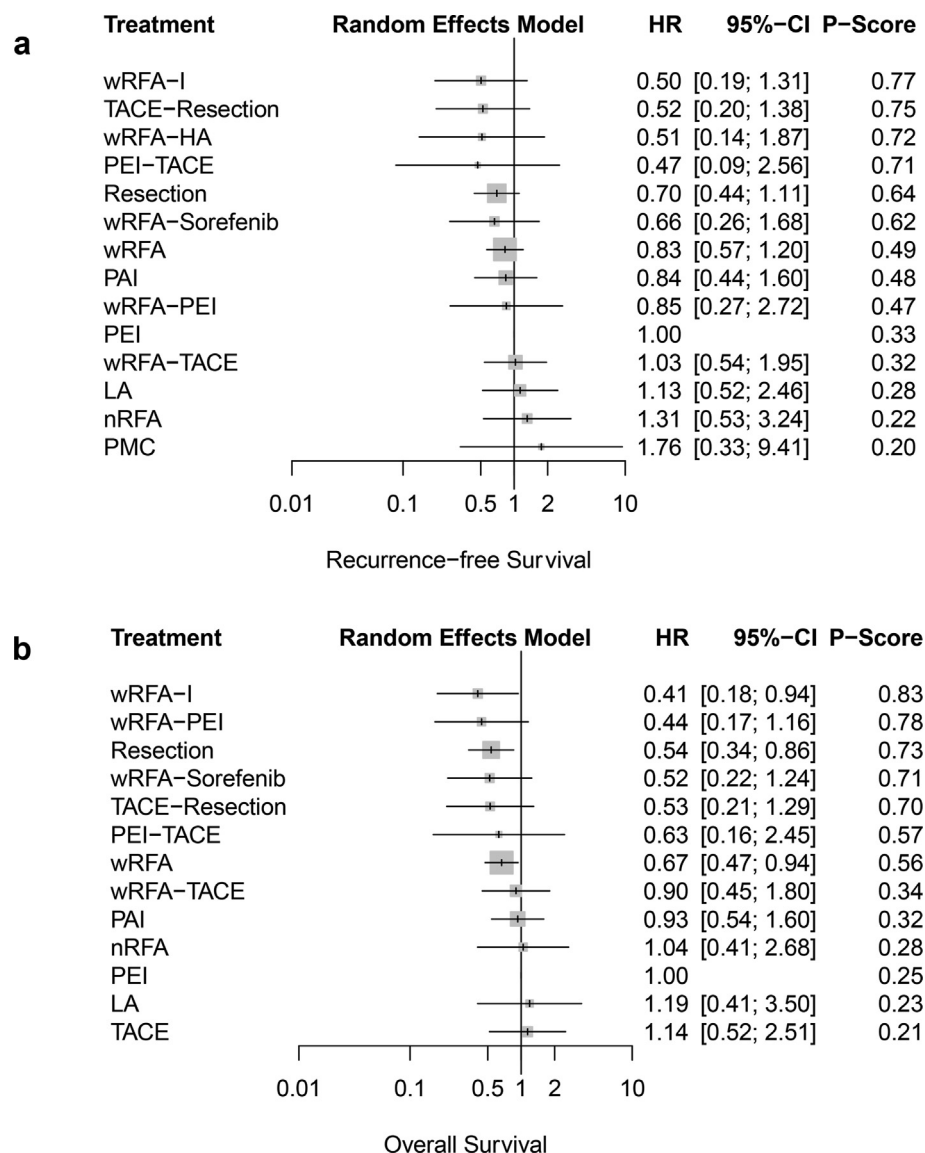 a
Treatment Random Effects Model HR 95%−CI P−Score
wRFA−I 0.50 [0.19; 1.31] 0.77
TACE−Resection 0.52 [0.20; 1.38] 0.75
wRFA−HA 0.51 [0.14; 1.87] 0.72
PEI−TACE 0.47 [0.09; 2.56] 0.71
Resection 0.70 [0.44; 1.11] 0.64
wRFA−Sorefenib 0.66 [0.26; 1.68] 0.62
wRFA 0.83 [0.57; 1.20] 0.49
PAI 0.84 [0.44; 1.60] 0.48
wRFA−PEI 0.85 [0.27; 2.72] 0.47
PEI 1.00 0.33
wRFA−TACE 1.03 [0.54; 1.95] 0.32
LA 1.13 [0.52; 2.46] 0.28
nRFA 1.31 [0.53; 3.24] 0.22
PMC 1.76 [0.33; 9.41] 0.20
0.01 0.1 0.5 1 2 10
Recurrence−free Survival
b
Treatment Random Effects Model HR 95%−CI P−Score
wRFA−I 0.41 [0.18; 0.94] 0.83
wRFA−PEI 0.44 [0.17; 1.16] 0.78
Resection 0.54 [0.34; 0.86] 0.73
wRFA−Sorefenib 0.52 [0.22; 1.24] 0.71
TACE−Resection 0.53 [0.21; 1.29] 0.70
PEI−TACE 0.63 [0.16; 2.45] 0.57
wRFA 0.67 [0.47; 0.94] 0.56
wRFA−TACE 0.90 [0.45; 1.80] 0.34
PAI 0.93 [0.54; 1.60] 0.32
nRFA 1.04 [0.41; 2.68] 0.28
PEI 1.00 0.25
LA 1.19 [0.41; 3.50] 0.23
TACE 1.14 [0.52; 2.51] 0.21
0.01 0.1 0.5 1 2 10
Overall Survival